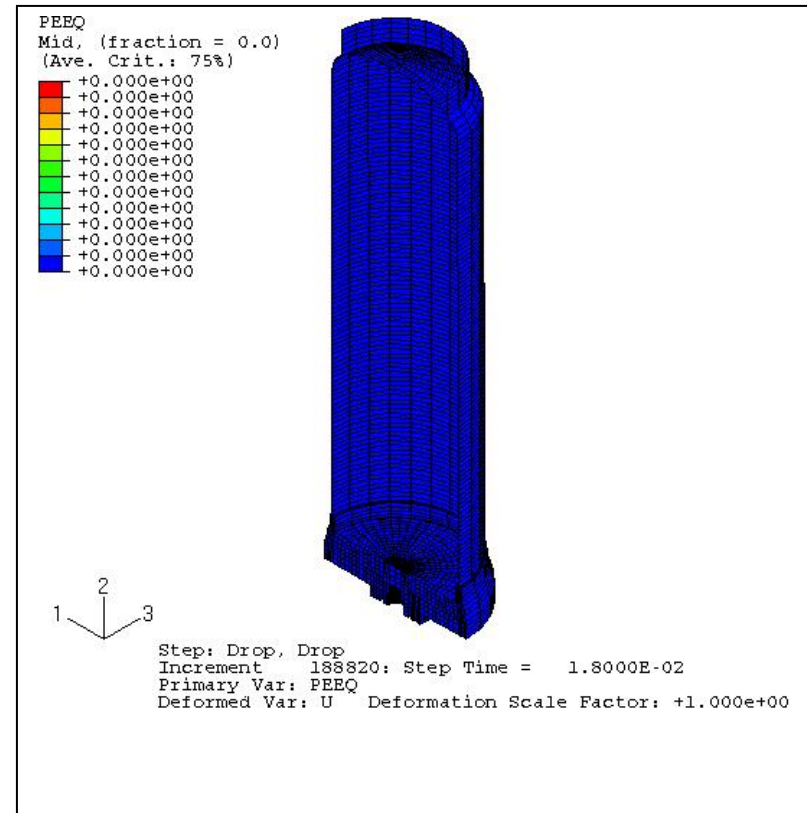 PEEQ
Mid, (fraction = 0.0)
(Ave. Crit.: 75%)
+0.000e+00
+0.000e+00
+0.000e+00
+0.000e+00
+0.000e+00
+0.000e+00
+0.000e+00
+0.000e+00
+0.000e+00
+0.000e+00
+0.000e+00
+0.000e+00
+0.000e+00
2
1 3
Step: Drop, Drop
Increment 188820: Step Time = 1.8000E-02
Primary Var: PEEQ
Deformed Var: U Deformation Scale Factor: +1.000e+00